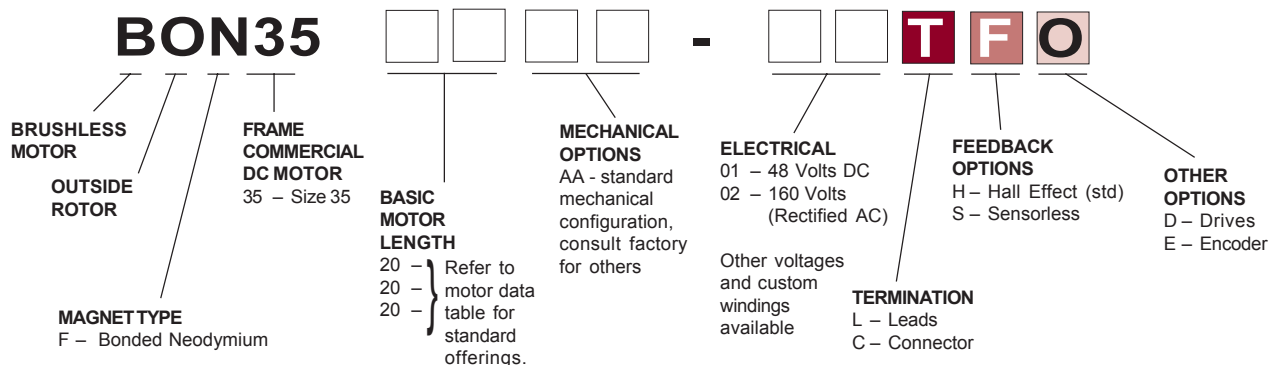 BON35 - T F O
BRUSHLESS
MOTOR
OUTSIDE
ROTOR
MAGNET TYPE
F – Bonded Neodymium
FRAME
COMMERCIAL
DC MOTOR
35 – Size 35
BASIC
MOTOR
LENGTH
20 –
20 –
20 –
Refer to
motor data
table for
standard
offerings.
MECHANICAL
OPTIONS
AA - standard
mechanical
configuration,
consult factory
for others
ELECTRICAL
01 – 48 Volts DC
02 – 160 Volts
(Rectified AC)
Other voltages
and custom
windings
available
TERMINATION
L – Leads
C – Connector
FEEDBACK
OPTIONS
H – Hall Effect (std)
S – Sensorless
OTHER
OPTIONS
D – Drives
E – Encoder